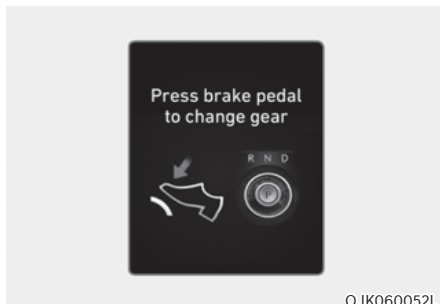 Press brake pedal
to change gear
R N D
P
OJK060052L